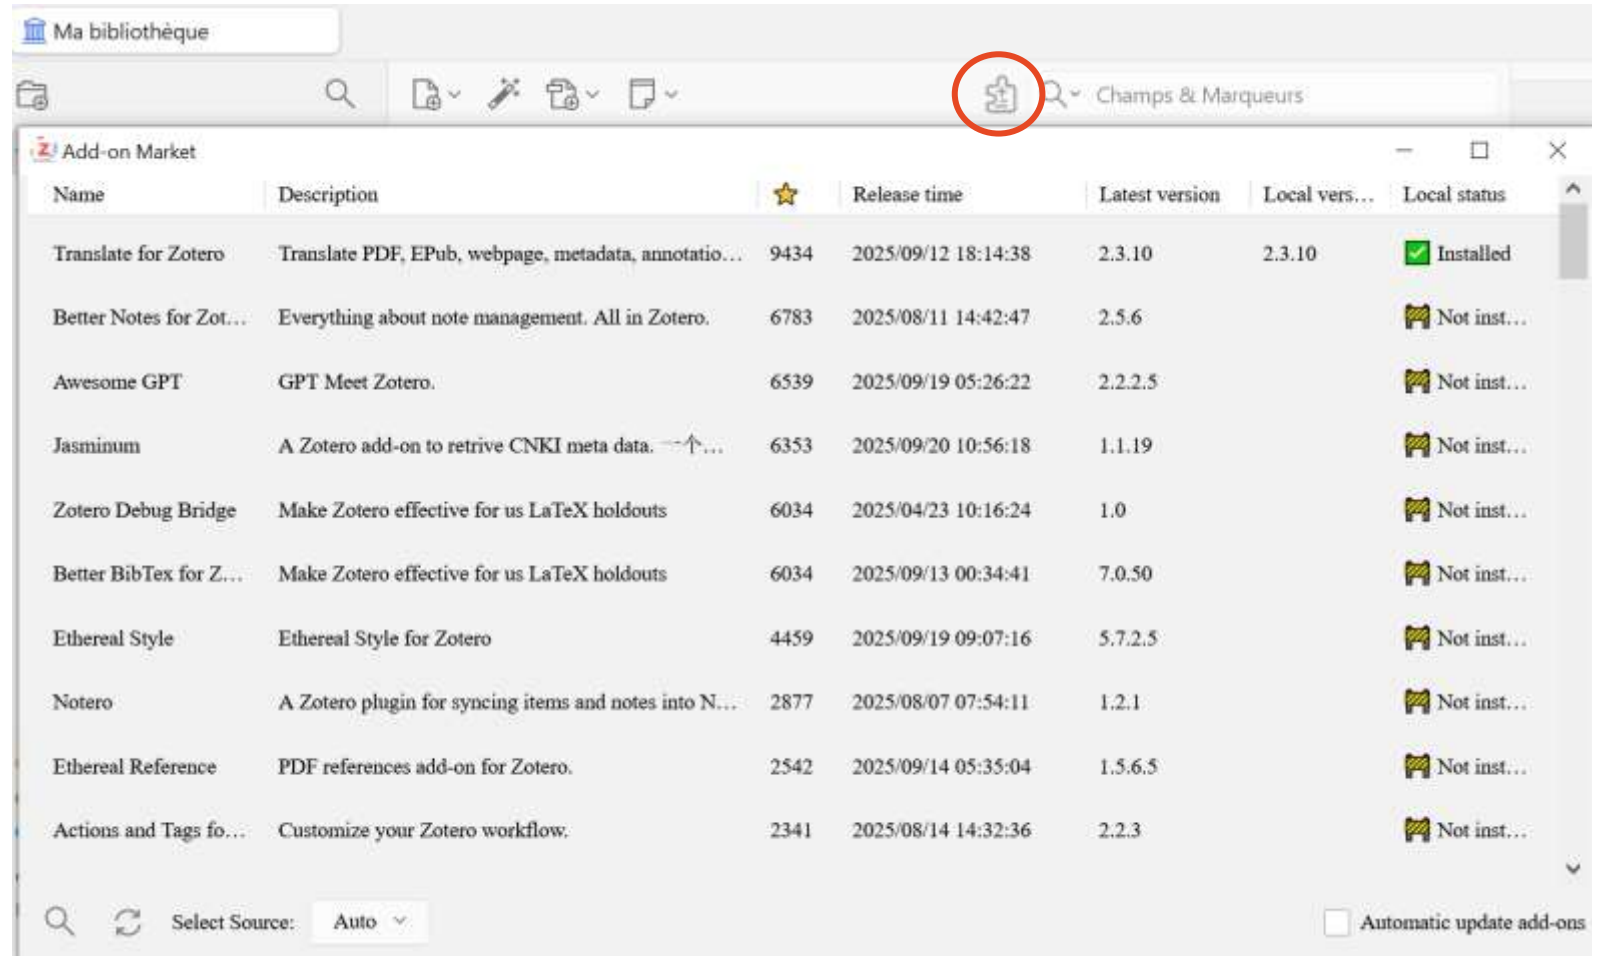 Ma bibliothèque
Champs & Marqueurs
Z Add-on Market
Name Description Release time Latest version Local vers... Local status
Translate for Zotero Translate PDF, EPub, webpage, metadata, annotatio... 9434 2025/09/12 18:14:38 2.3.10 2.3.10 Installed
Better Notes for Zot... Everything about note management. All in Zotero. 6783 2025/08/11 14:42:47 2.5.6 Not inst...
Awesome GPT GPT Meet Zotero. 6539 2025/09/19 05:26:22 2.2.2.5 Not inst...
Jasminum A Zotero add-on to retrive CNKI meta data. 一个... 6353 2025/09/20 10:56:18 1.1.19 Not inst...
Zotero Debug Bridge Make Zotero effective for us LaTeX holdouts 6034 2025/04/23 10:16:24 1.0 Not inst...
Better BibTex for Z... Make Zotero effective for us LaTeX holdouts 6034 2025/09/13 00:34:41 7.0.50 Not inst...
Ethereal Style Ethereal Style for Zotero 4459 2025/09/19 09:07:16 5.7.2.5 Not inst...
Notero A Zotero plugin for syncing items and notes into N... 2877 2025/08/07 07:54:11 1.2.1 Not inst...
Ethereal Reference PDF references add-on for Zotero. 2542 2025/09/14 05:35:04 1.5.6.5 Not inst...
Actions and Tags fo... Customize your Zotero workflow. 2341 2025/08/14 14:32:36 2.2.3 Not inst...
Select Source: Auto Automatic update add-ons